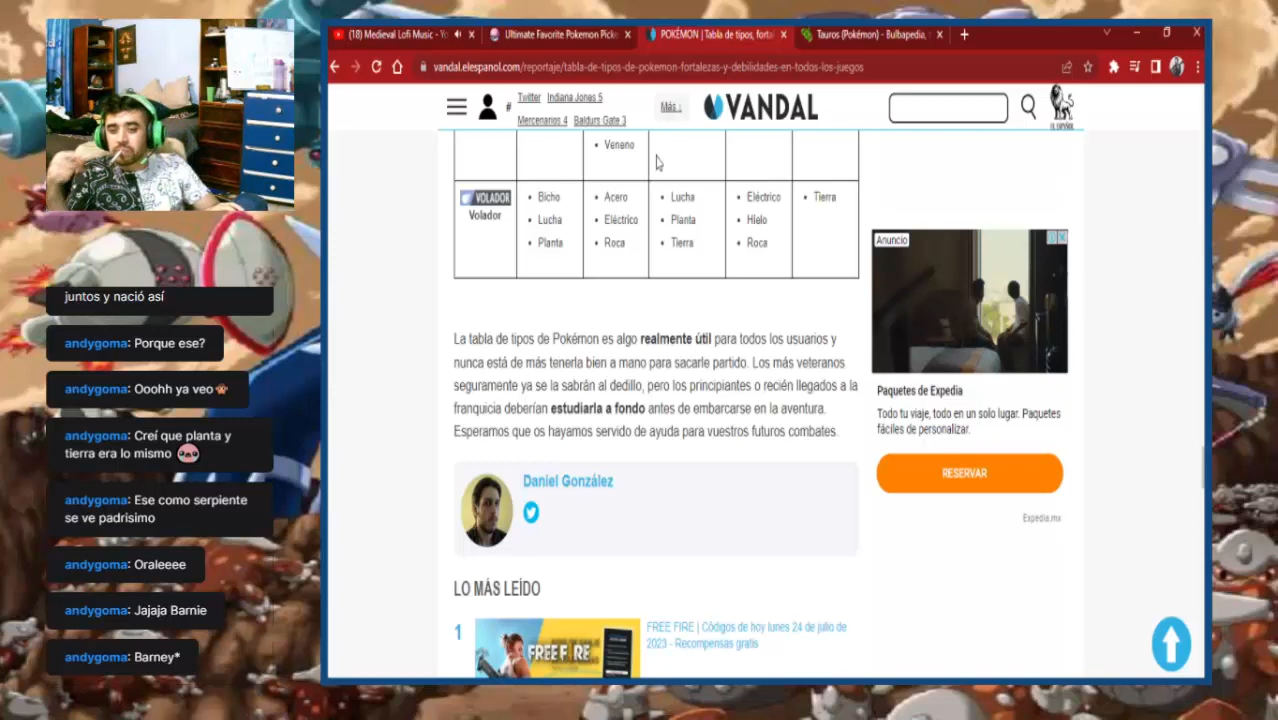 (18) Medieval Lofi Music - Yo
Ultimate Favorite Pokemon Picke
POKÉMON | Tabla de tipos, fortal
Tauros (Pokémon) - Bulbapedia,
vandal.elespanol.com/reportaje/tabla-de-tipos-de-pokemon-fortalezas-y-debilidades-en-todos-los-juegos
# Twitter Indiana Jones 5
Mercenarios 4 Baldurs Gate 3
Más ↓
VANDAL
EL ESPAÑOL
• Veneno
VOLADOR
Volador
• Bicho
• Lucha
• Planta
• Acero
• Eléctrico
• Roca
• Lucha
• Planta
• Tierra
• Eléctrico
• Hielo
• Roca
• Tierra
La tabla de tipos de Pokémon es algo realmente útil para todos los usuarios y
nunca está de más tenerla bien a mano para sacarle partido. Los más veteranos
seguramente ya se la sabrán al dedillo, pero los principiantes o recién llegados a la
franquicia deberían estudiarla a fondo antes de embarcarse en la aventura.
Esperamos que os hayamos servido de ayuda para vuestros futuros combates.
Daniel González
LO MÁS LEÍDO
1
FREE FIRE
FREE FIRE | Códigos de hoy lunes 24 de julio de
2023 - Recompensas gratis
Anuncio
Paquetes de Expedia
Todo tu viaje, todo en un solo lugar. Paquetes
fáciles de personalizar.
RESERVAR
Expedia.mx
juntos y nació así
andygoma: Porque ese?
andygoma: Ooohh ya veo
andygoma: Creí que planta y
tierra era lo mismo
andygoma: Ese como serpiente
se ve padrisimo
andygoma: Oraleeee
andygoma: Jajaja Barnie
andygoma: Barney*